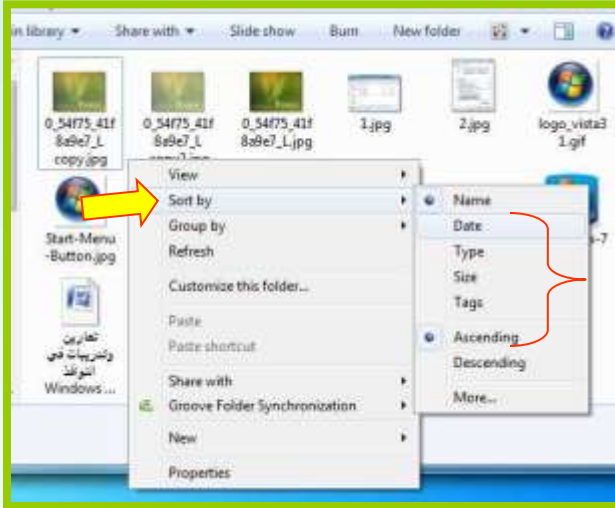 in library Share with Slide show Burn New folder
0_54f75_41f
8a9e7_L
copy.jpg
0_54f75_41f
8a9e7_L
0_54f75_41f
8a9e7_L.jpg
1.jpg
2.jpg
logo_vista3
1.gif
Start-Menu
-Button.jpg
s-7
تمارين
وتدريبات في
النوافذ
Windows ...
View
Sort by
Group by
Refresh
Customize this folder...
Paste
Paste shortcut
Share with
Groove Folder Synchronization
New
Properties
Name
Date
Type
Size
Tags
Ascending
Descending
More...